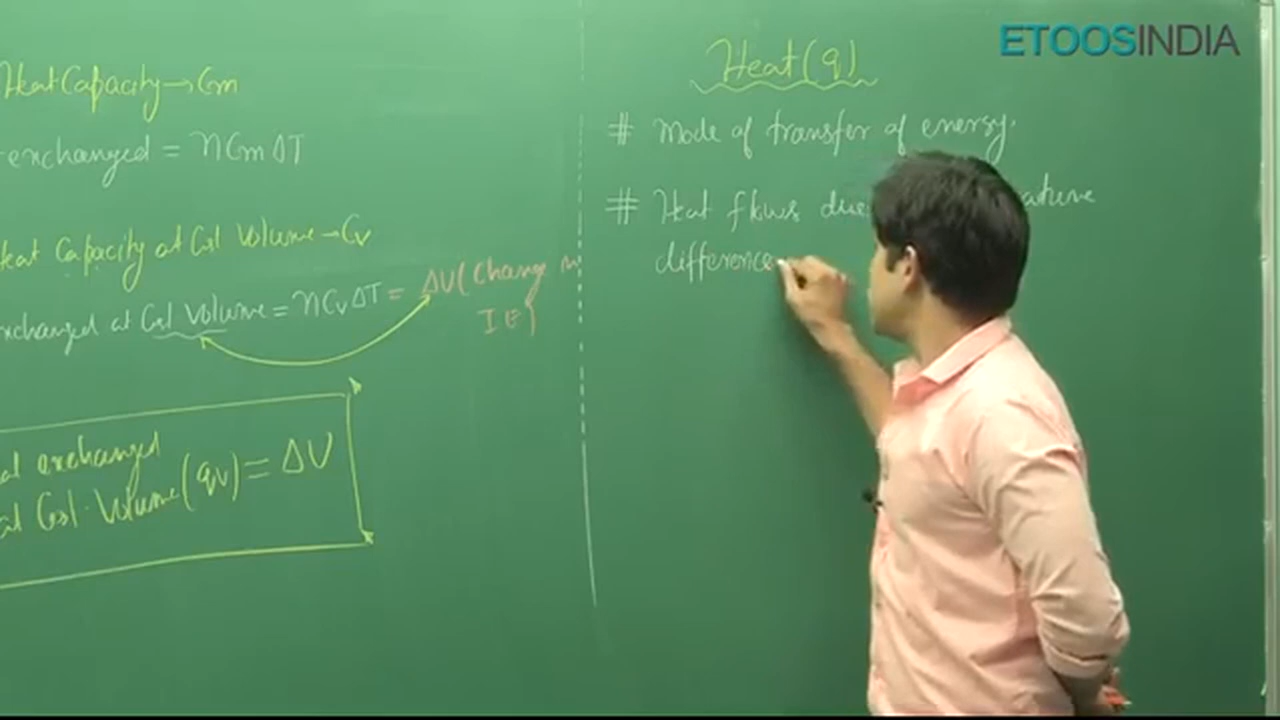 Heat Capacity → Cm
exchanged = nCmΔT
Heat Capacity at Cst Volume → Cv
exchanged at Cst Volume = nCvΔT = ΔU (Change in
IE)
exchanged
at Cst. Volume (qv) = ΔU
ETOOSINDIA
Heat (q)
# Mode of transfer of energy.
# Heat flows due
difference